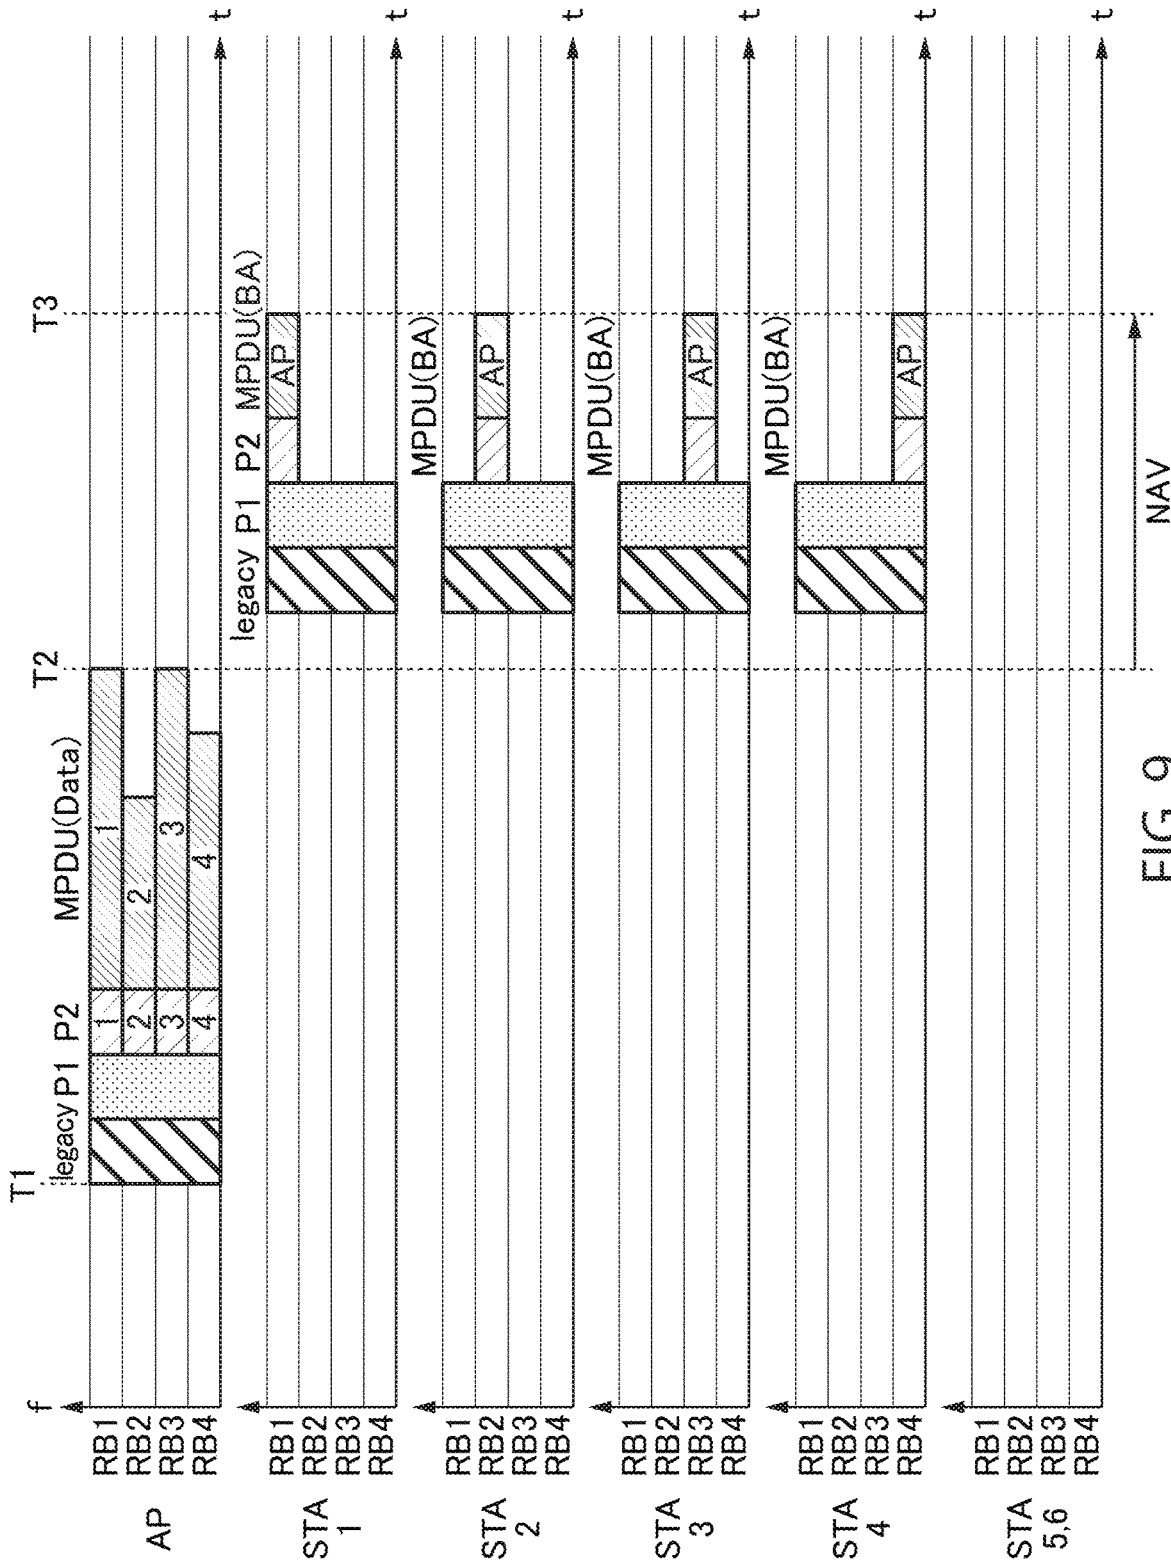 T1
T2
T3
legacy P1 P2 MPDU(Data)
f
AP
RB1
RB2
RB3
RB4
1 1
2 2
3 3
4 4
t
legacy P1 P2 MPDU(BA)
STA
1
RB1
RB2
RB3
RB4
AP
t
MPDU(BA)
STA
2
RB1
RB2
RB3
RB4
AP
t
MPDU(BA)
STA
3
RB1
RB2
RB3
RB4
AP
t
MPDU(BA)
STA
4
RB1
RB2
RB3
RB4
AP
t
STA
5,6
RB1
RB2
RB3
RB4
t
NAV
FIG. 9